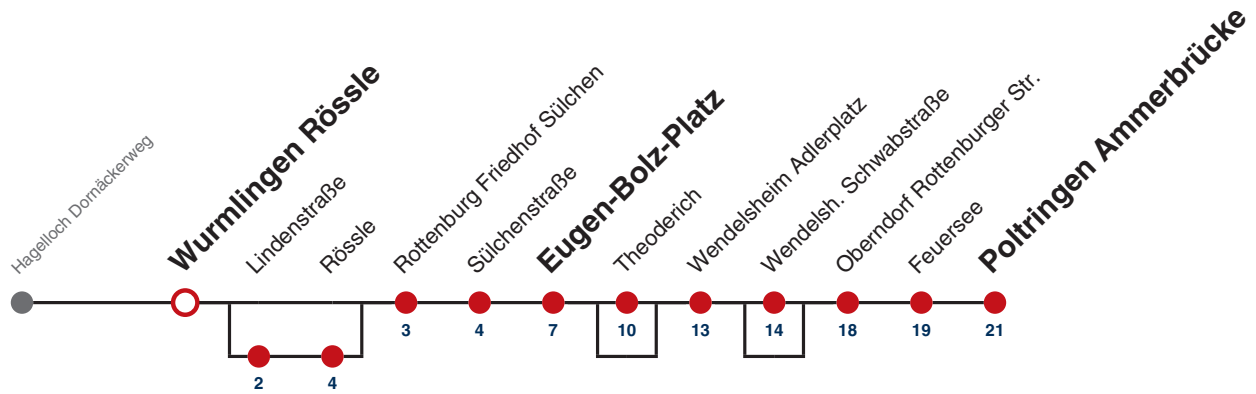 Hagelloch Dornäckerweg
Wurmlingen Rössle
Lindenstraße
Rössle
Rottenburg Friedhof Sülchen
Sülchenstraße
Eugen-Bolz-Platz
Theoderich
Wendelsheim Adlerplatz
Wendelsh. Schwabstraße
Oberndorf Rottenburger Str.
Feuersee
Poltringen Ammerbrücke
3
4
7
10
13
14
18
19
21
2
4